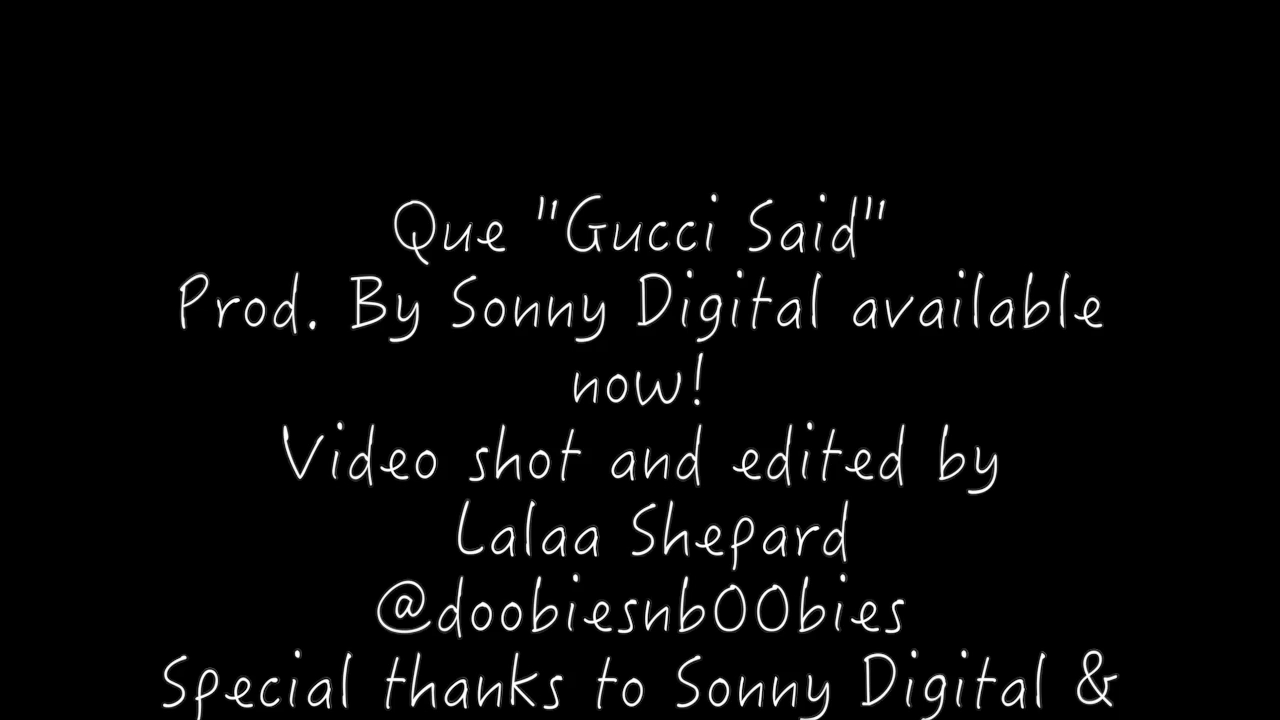 Que "Gucci Said"
Prod. By Sonny Digital available
now!
Video shot and edited by
Lalaa Shepard
@doobiesnb00bies
Special thanks to Sonny Digital &